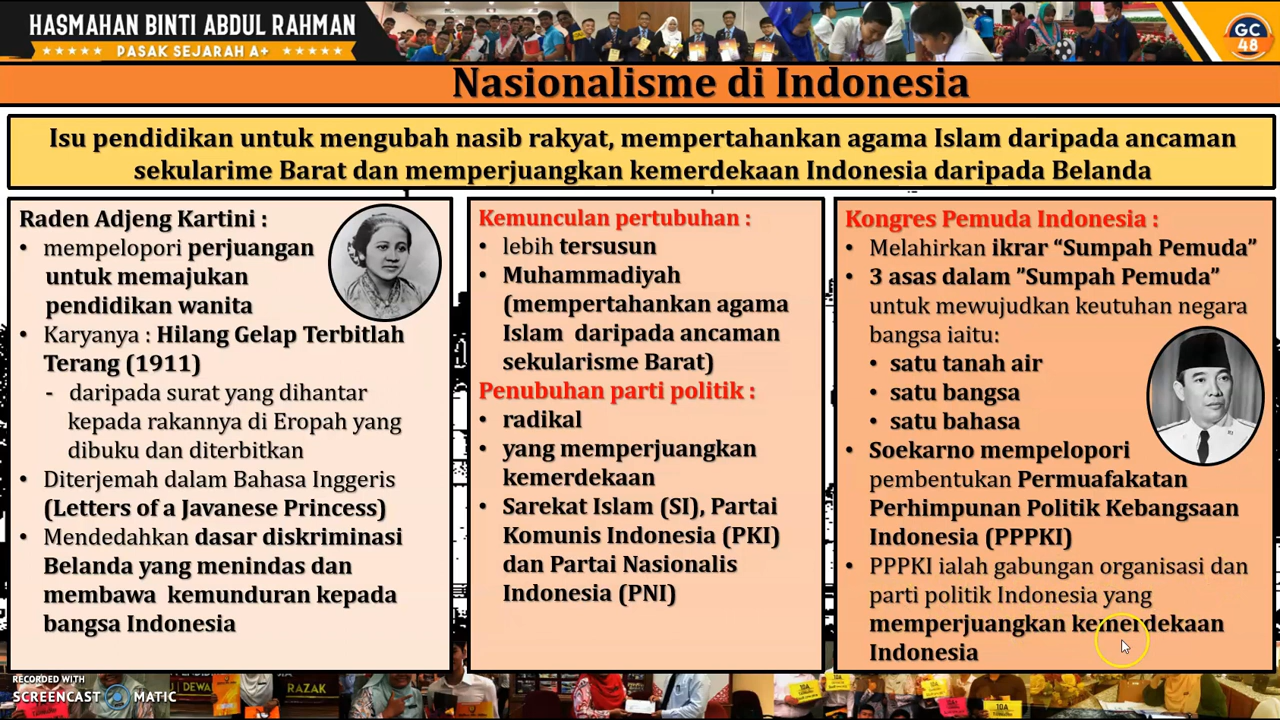 HASMAHAN BINTI ABDUL RAHMAN
PASAK SEJARAH A+
GC
48
Nasionalisme di Indonesia
Isu pendidikan untuk mengubah nasib rakyat, mempertahankan agama Islam daripada ancaman
sekularime Barat dan memperjuangkan kemerdekaan Indonesia daripada Belanda
Raden Adjeng Kartini :
• mempelopori perjuangan
untuk memajukan
pendidikan wanita
• Karyanya : Hilang Gelap Terbitlah
Terang (1911)
- daripada surat yang dihantar
kepada rakannya di Eropah yang
dibuku dan diterbitkan
• Diterjemah dalam Bahasa Inggeris
(Letters of a Javanese Princess)
• Mendedahkan dasar diskriminasi
Belanda yang menindas dan
membawa kemunduran kepada
bangsa Indonesia
Kemunculan pertubuhan :
• lebih tersusun
• Muhammadiyah
(mempertahankan agama
Islam daripada ancaman
sekularisme Barat)
Penubuhan parti politik :
• radikal
• yang memperjuangkan
kemerdekaan
• Sarekat Islam (SI), Partai
Komunis Indonesia (PKI)
dan Partai Nasionalis
Indonesia (PNI)
Kongres Pemuda Indonesia :
• Melahirkan ikrar “Sumpah Pemuda”
• 3 asas dalam ”Sumpah Pemuda”
untuk mewujudkan keutuhan negara
bangsa iaitu:
• satu tanah air
• satu bangsa
• satu bahasa
• Soekarno mempelopori
pembentukan Permuafakatan
Perhimpunan Politik Kebangsaan
Indonesia (PPPKI)
• PPPKI ialah gabungan organisasi dan
parti politik Indonesia yang
memperjuangkan kemerdekaan
Indonesia
RECORDED WITH
SCREENCAST MATIC
DEWA
RAZAK
10A
10A